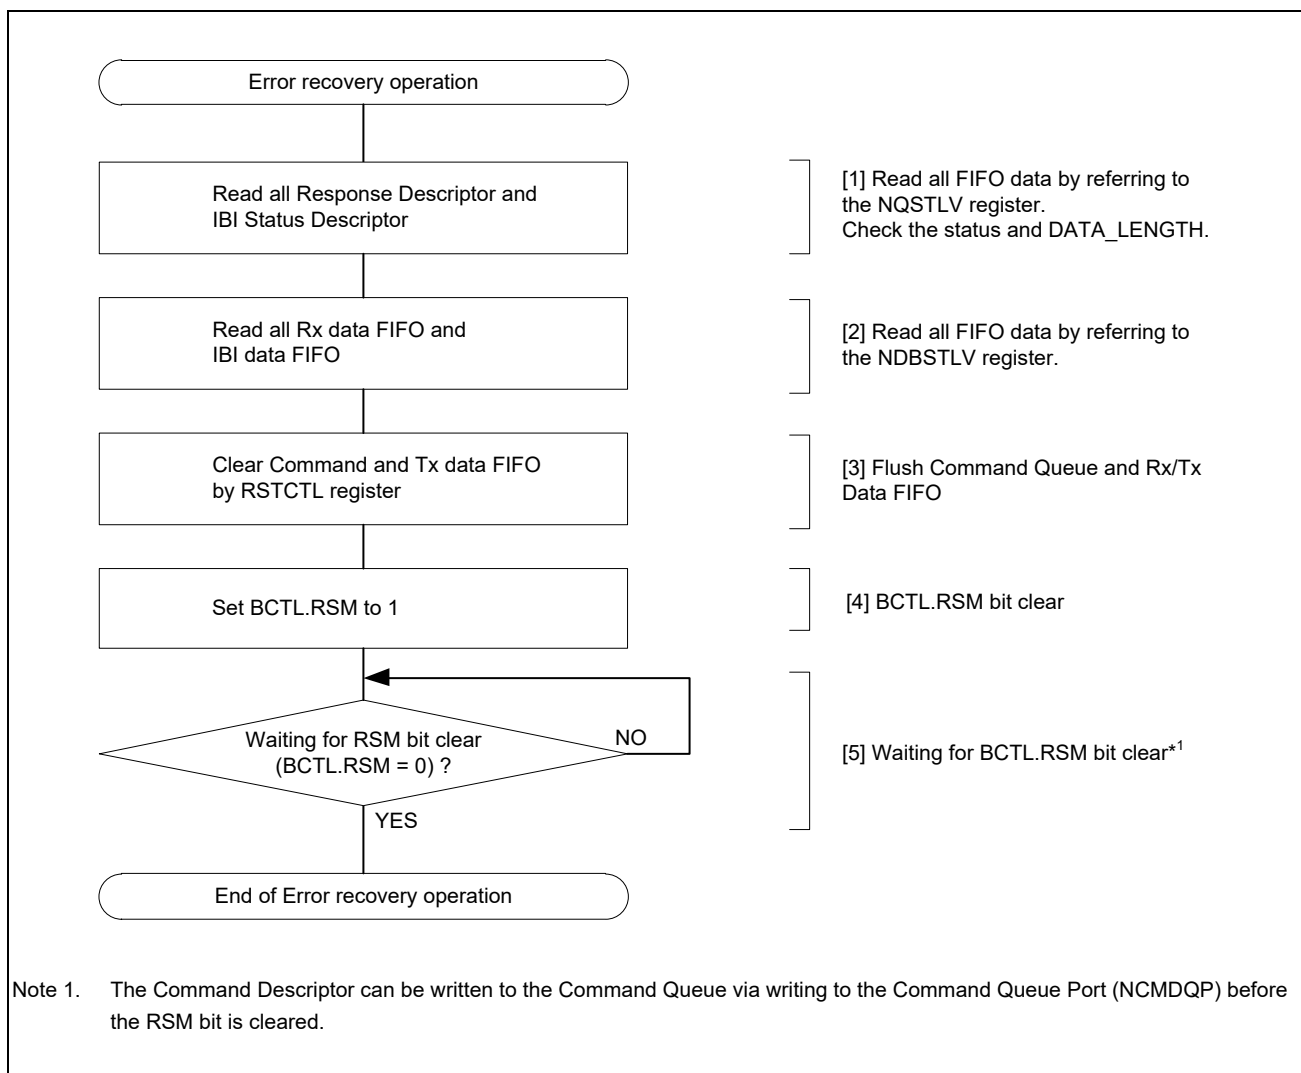 Error recovery operation
Read all Response Descriptor and
IBI Status Descriptor
[1] Read all FIFO data by referring to
the NQSTLV register.
Check the status and DATA_LENGTH.
Read all Rx data FIFO and
IBI data FIFO
[2] Read all FIFO data by referring to
the NDBSTLV register.
Clear Command and Tx data FIFO
by RSTCTL register
[3] Flush Command Queue and Rx/Tx
Data FIFO
Set BCTL.RSM to 1
[4] BCTL.RSM bit clear
Waiting for RSM bit clear
(BCTL.RSM = 0) ?
NO
[5] Waiting for BCTL.RSM bit clear*1
YES
End of Error recovery operation
Note 1. The Command Descriptor can be written to the Command Queue via writing to the Command Queue Port (NCMDQP) before
the RSM bit is cleared.